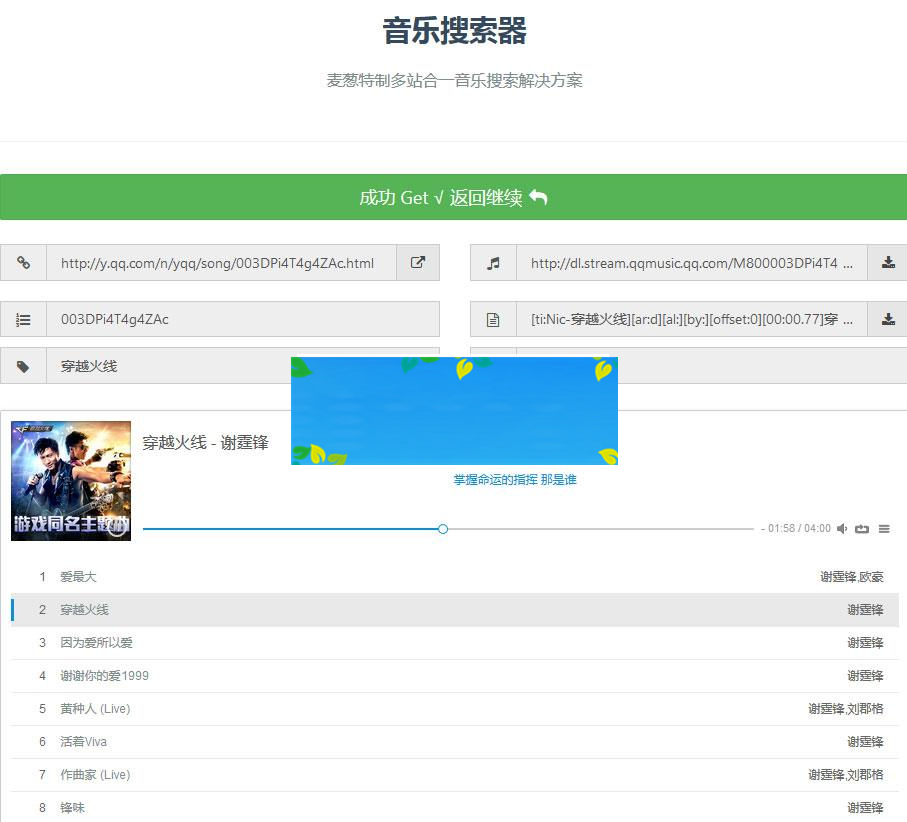 音乐搜索器
麦葱特制多站合一音乐搜索解决方案
成功 Get √ 返回继续
http://y.qq.com/n/yqq/song/003DPi4T4g4ZAc.html
http://dl.stream.qqmusic.qq.com/M800003DPi4T4 ...
003DPi4T4g4ZAc
[ti:Nic-穿越火线][ar:d][al:][by:][offset:0][00:00.77]穿 ...
穿越火线
穿越火线 - 谢霆锋
游戏同名主题曲
掌握命运的指挥 那是谁
- 01:58 / 04:00
1 爱最大 谢霆锋,欧豪
2 穿越火线 谢霆锋
3 因为爱所以爱 谢霆锋
4 谢谢你的爱1999 谢霆锋
5 黄种人 (Live) 谢霆锋,刘郡格
6 活着Viva 谢霆锋
7 作曲家 (Live) 谢霆锋,刘郡格
8 锋味 谢霆锋